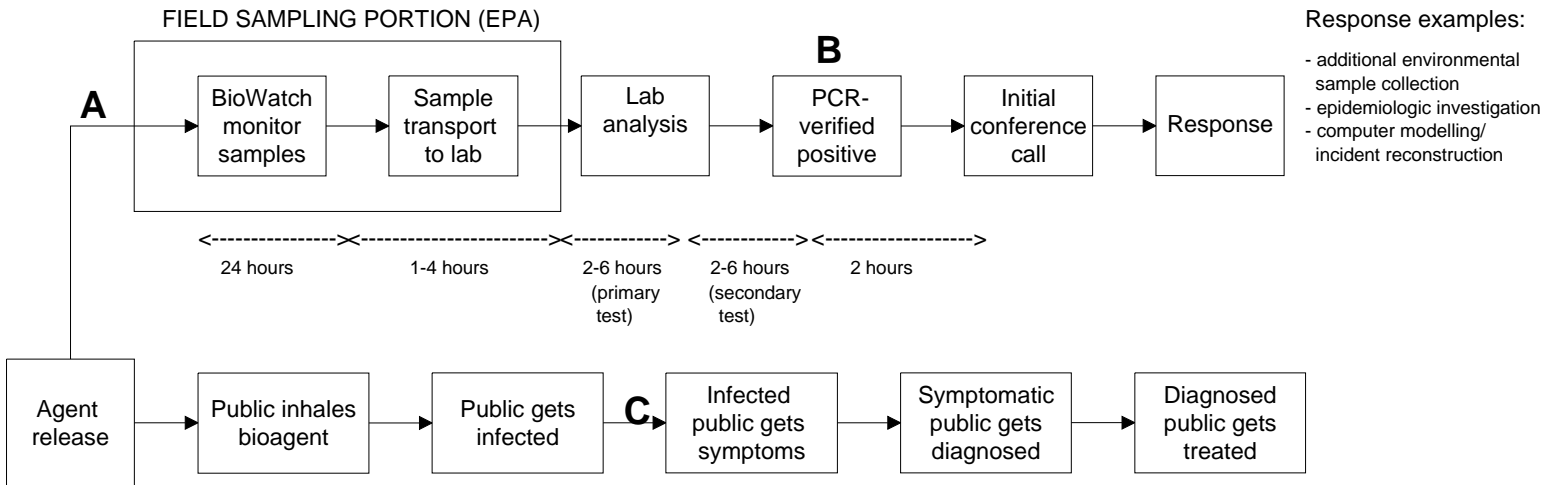 FIELD SAMPLING PORTION (EPA)
Response examples:
- additional environmental
sample collection
- epidemiologic investigation
- computer modelling/
incident reconstruction
A
B
BioWatch
monitor
samples
Sample
transport
to lab
Lab
analysis
PCR-
verified
positive
Initial
conference
call
Response
<---------------->
<---------------------------->
<--------------->
<--------------->
<--------------------->
24 hours
1-4 hours
2-6 hours
(primary
test)
2-6 hours
(secondary
test)
2 hours
Agent
release
Public inhales
bioagent
Public gets
infected
C
Infected
public gets
symptoms
Symptomatic
public gets
diagnosed
Diagnosed
public gets
treated